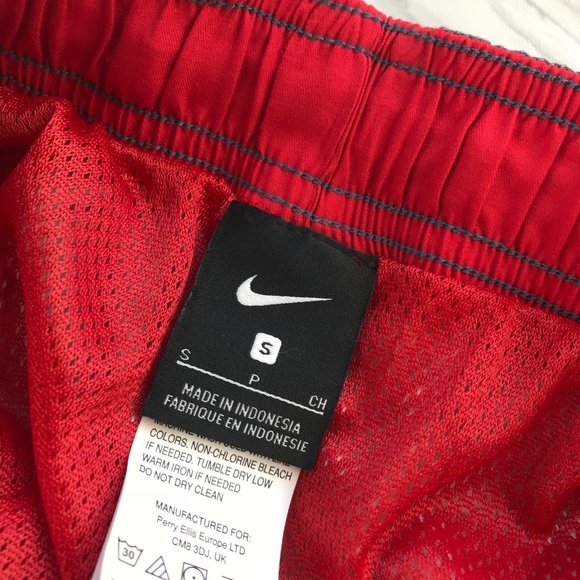 S
S P CH
MADE IN INDONESIA
FABRIQUE EN INDONESIE
COLORS. NON-CHLORINE BLEACH
IF NEEDED. TUMBLE DRY LOW
WARM IRON IF NEEDED
DO NOT DRY CLEAN
MANUFACTURED FOR:
Perry Ellis Europe LTD
CM8 3DJ, UK
30